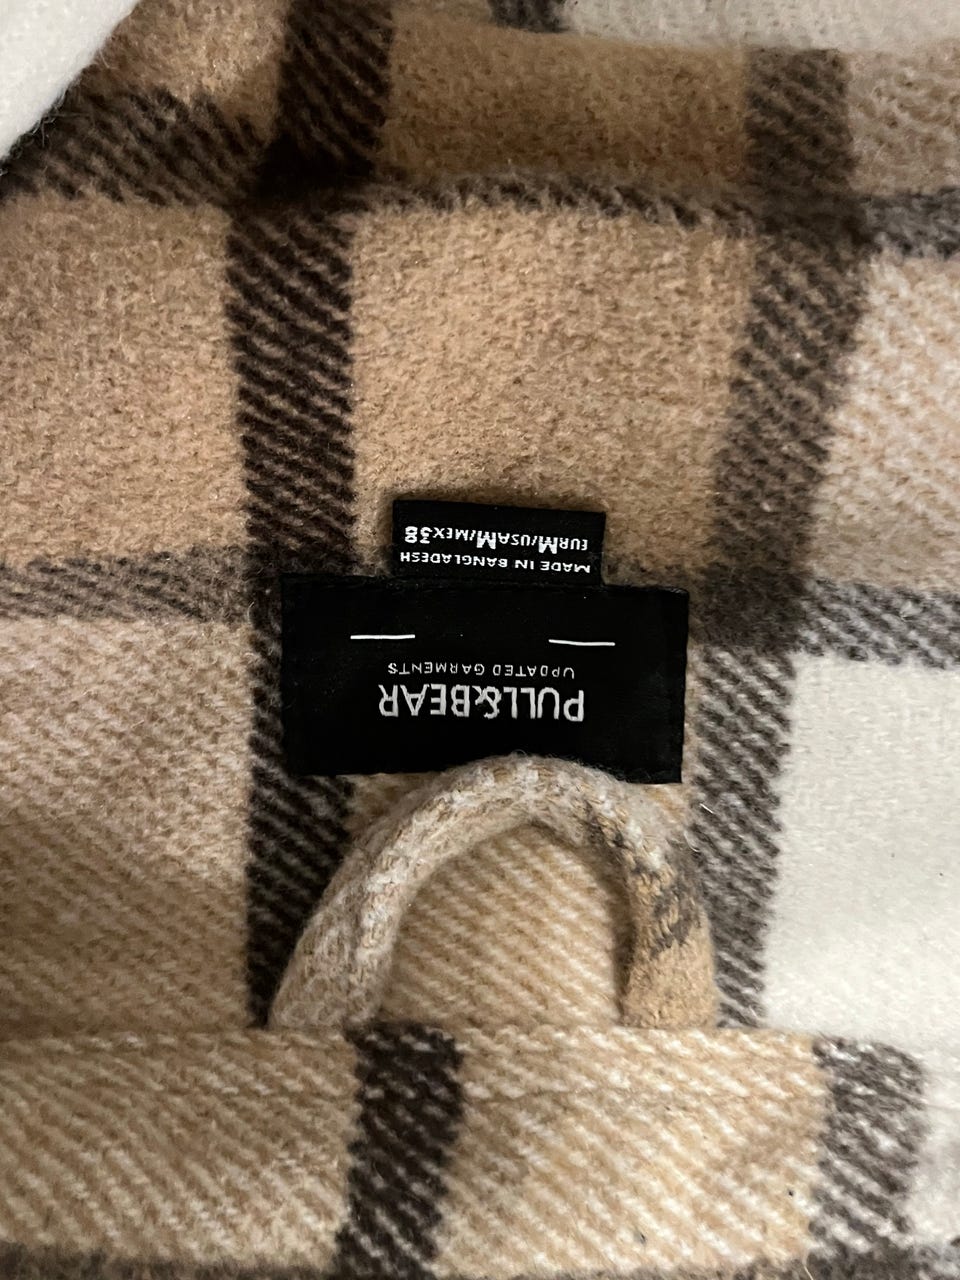 PULL&BEAR
UPDATED GARMENTS
MADE IN BANGLADESH
EURM/USAM/MEX38